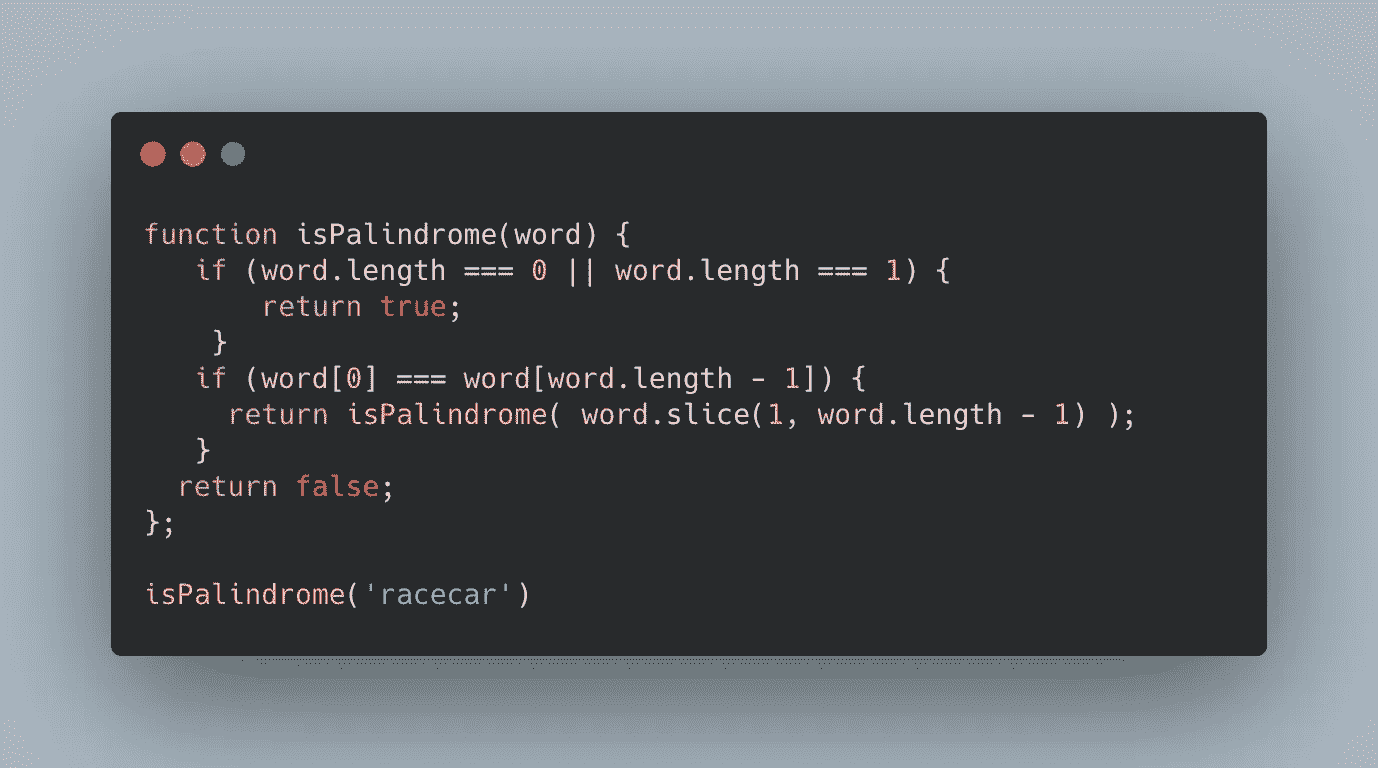 function isPalindrome(word) {
   if (word.length === 0 || word.length === 1) {
       return true;
    }
   if (word[0] === word[word.length - 1]) {
     return isPalindrome( word.slice(1, word.length - 1) );
   }
  return false;
};

isPalindrome('racecar')